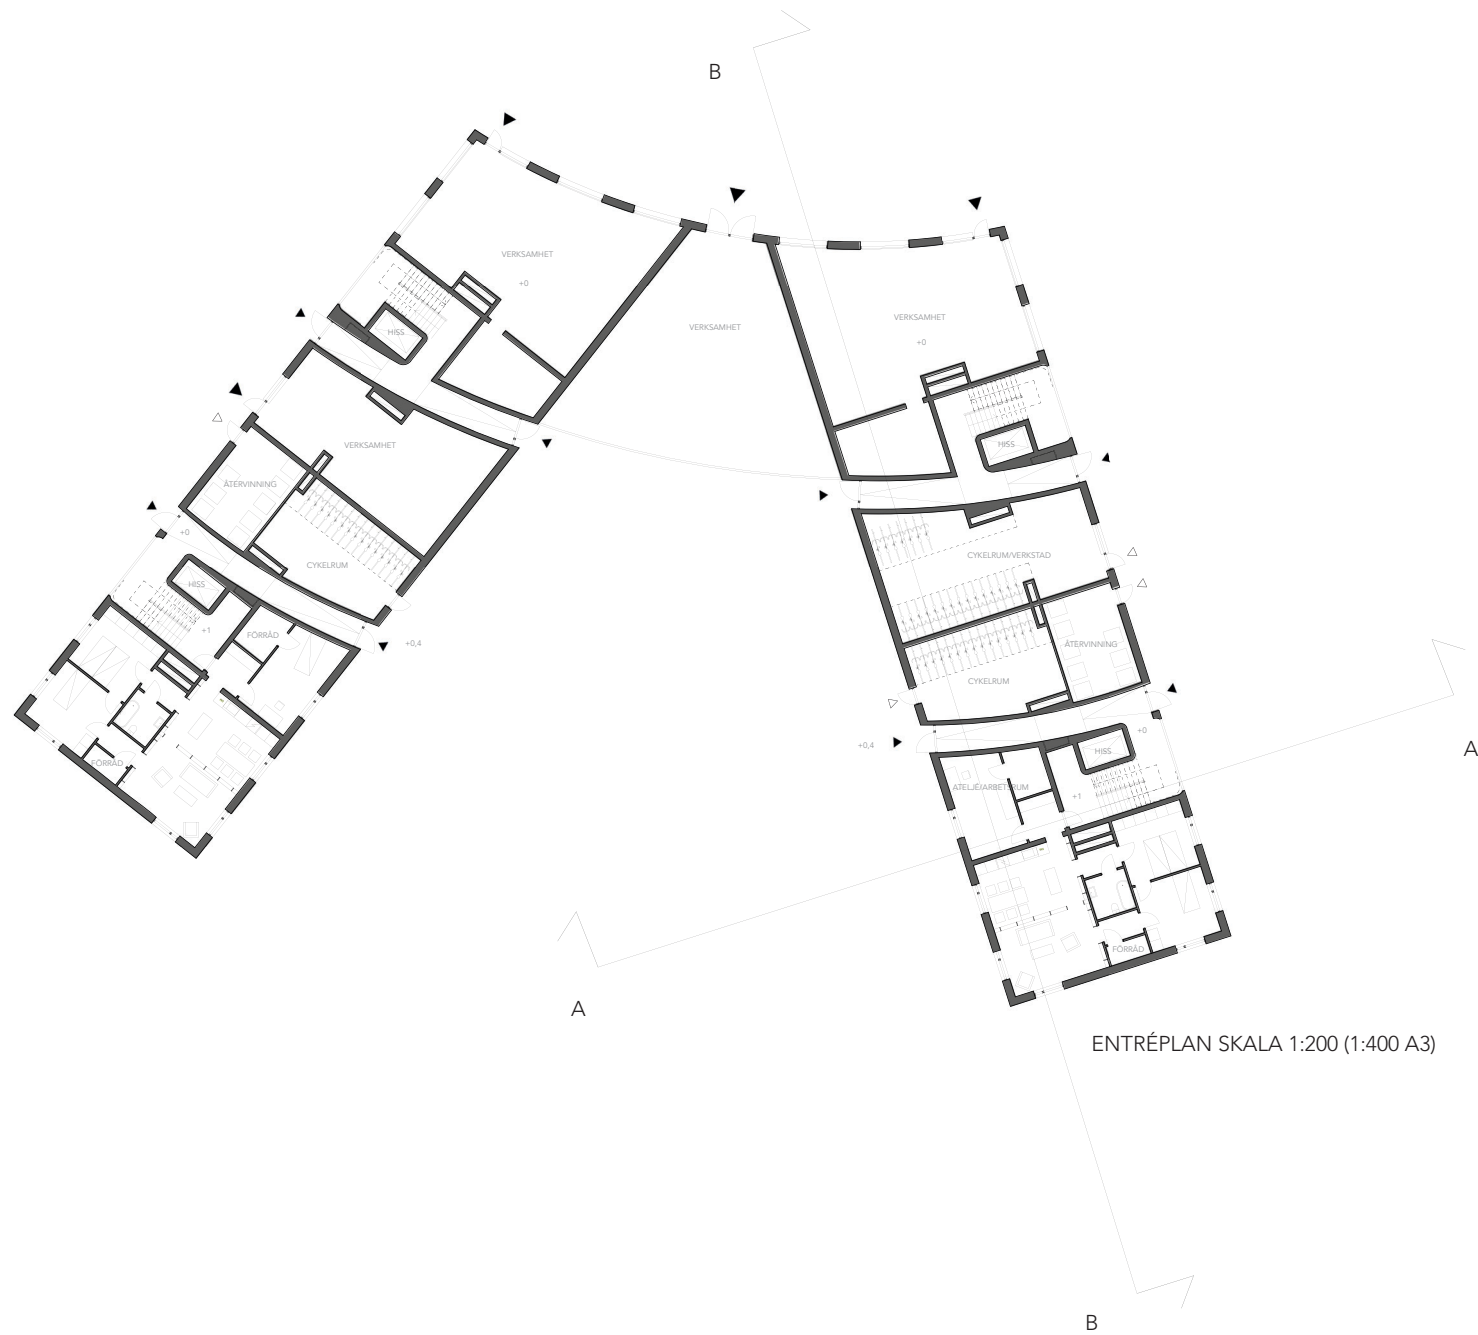 B
VERKSAMHET
+0
VERKSAMHET
VERKSAMHET
+0
HISS
VERKSAMHET
HISS
ÅTERVINNING
+0
CYKELRUM
CYKELRUM/VERKSTAD
HISS
+1
FÖRRÅD
+0,4
ÅTERVINNING
CYKELRUM
FÖRRÅD
+0,4
+0
HISS
A
ATELJÉ/ARBETSRUM
+1
FÖRRÅD
A
ENTRÉPLAN SKALA 1:200 (1:400 A3)
B